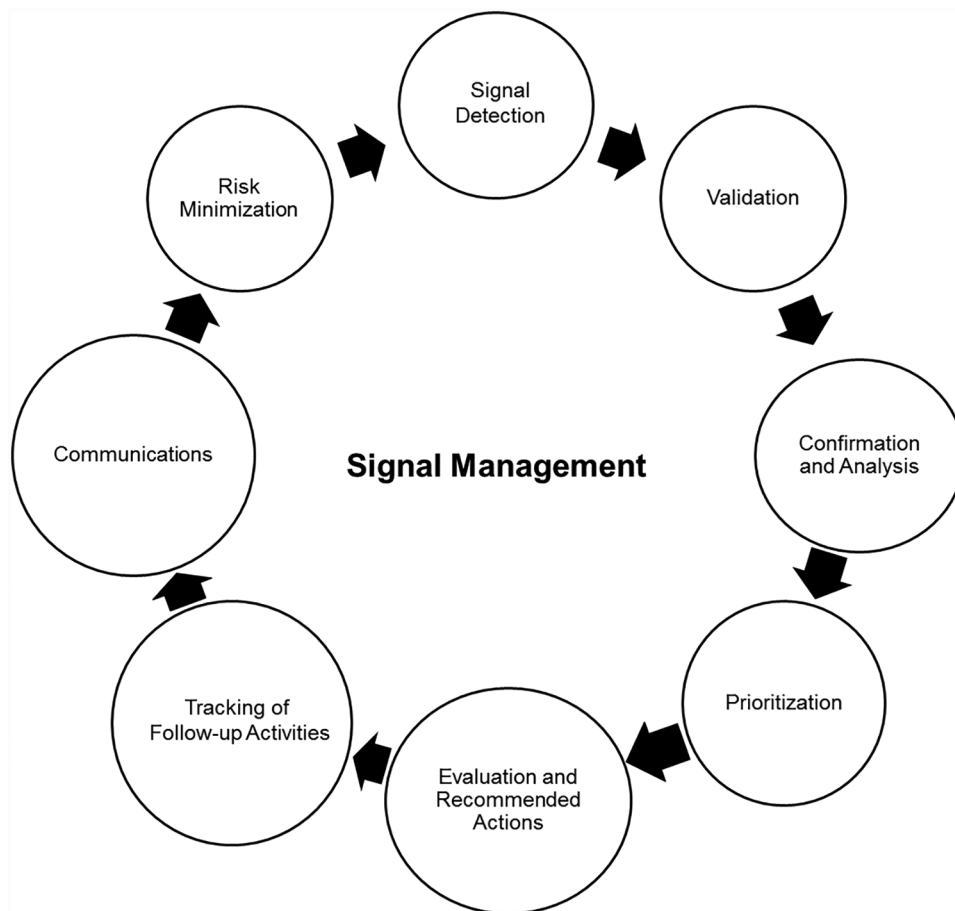 Signal
Detection
Validation
Confirmation
and Analysis
Prioritization
Evaluation and
Recommended
Actions
Tracking of
Follow-up Activities
Communications
Risk
Minimization
Signal Management